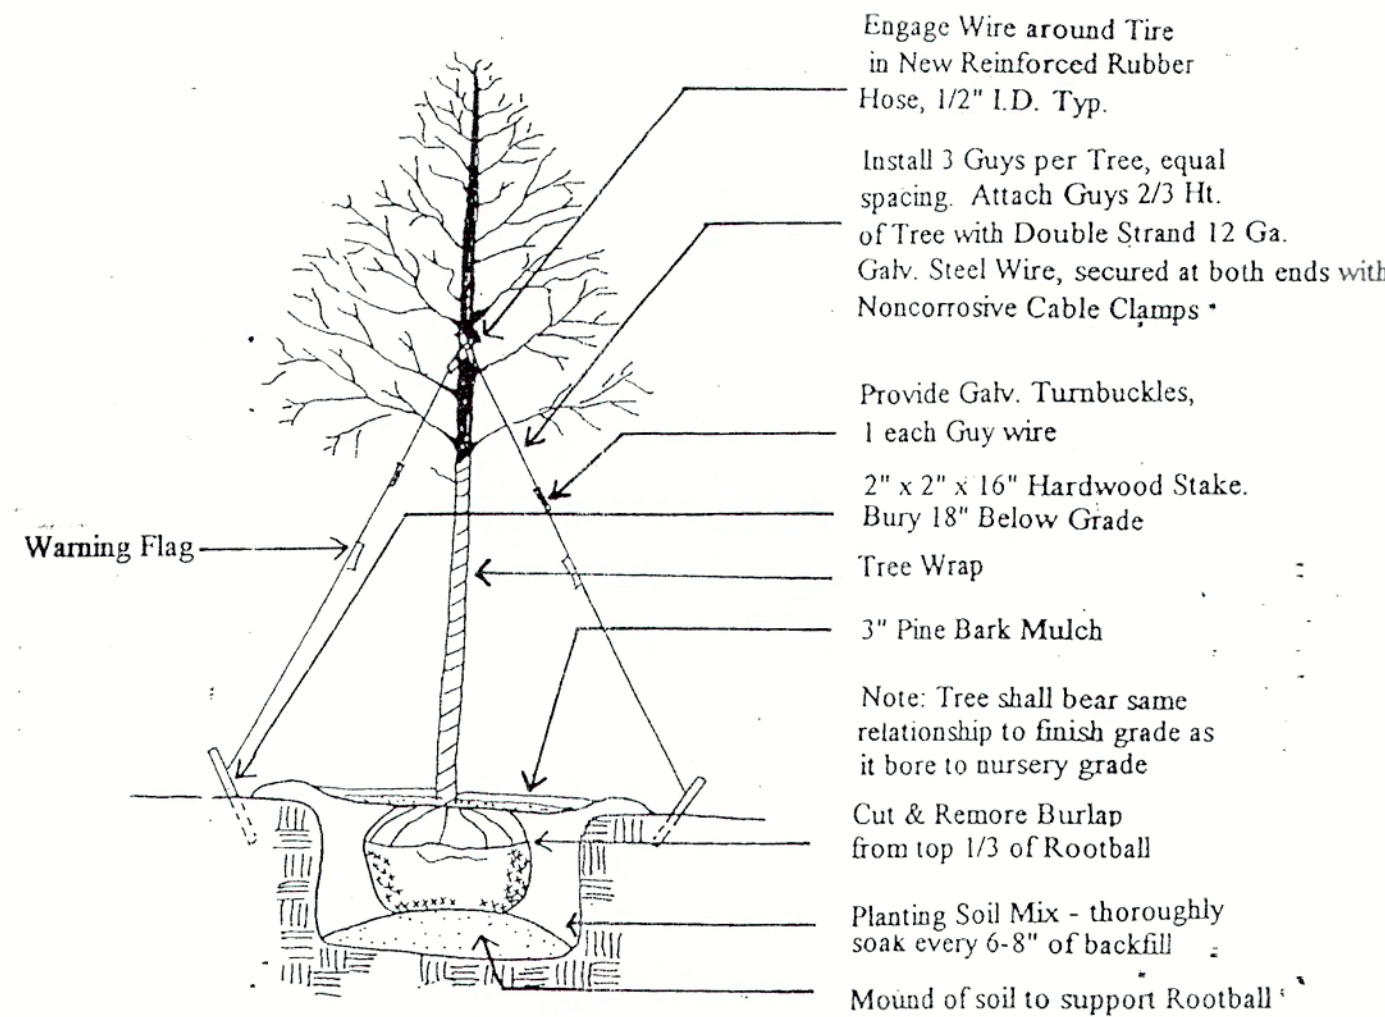 Engage Wire around Tire
in New Reinforced Rubber
Hose, 1/2" I.D. Typ.
Install 3 Guys per Tree, equal
spacing. Attach Guys 2/3 Ht.
of Tree with Double Strand 12 Ga.
Galv. Steel Wire, secured at both ends with
Noncorrosive Cable Clamps
Provide Galv. Turnbuckles,
1 each Guy wire
2" x 2" x 16" Hardwood Stake.
Bury 18" Below Grade
Warning Flag
Tree Wrap
3" Pine Bark Mulch
Note: Tree shall bear same
relationship to finish grade as
it bore to nursery grade
Cut & Remore Burlap
from top 1/3 of Rootball
Planting Soil Mix - thoroughly
soak every 6-8" of backfill
Mound of soil to support Rootball